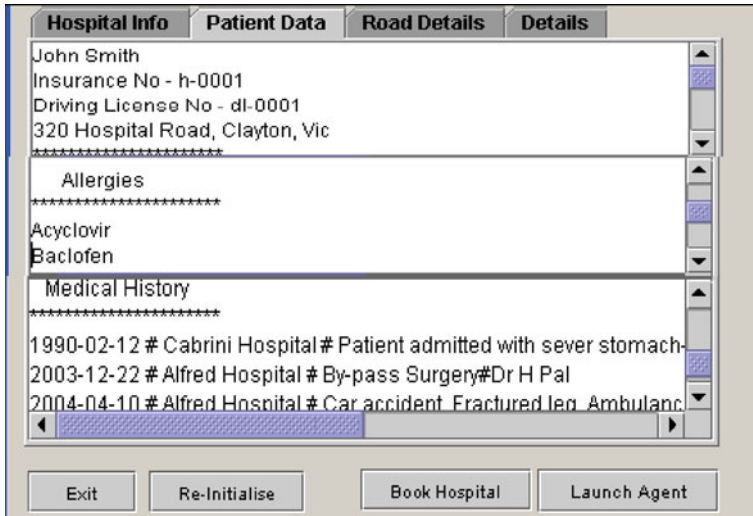 Hospital Info Patient Data Road Details Details
John Smith
Insurance No - h-0001
Driving License No - dl-0001
320 Hospital Road, Clayton, Vic
***********************
Allergies
***********************
Acyclovir
Baclofen
Medical History
***********************
1990-02-12 # Cabrini Hospital# Patient admitted with sever stomach-
2003-12-22 # Alfred Hospital # By-pass Surgery#Dr H Pal
2004-04-10 # Alfred Hospital # Car accident. Fractured leg. Ambulanc
Exit Re-Initialise Book Hospital Launch Agent